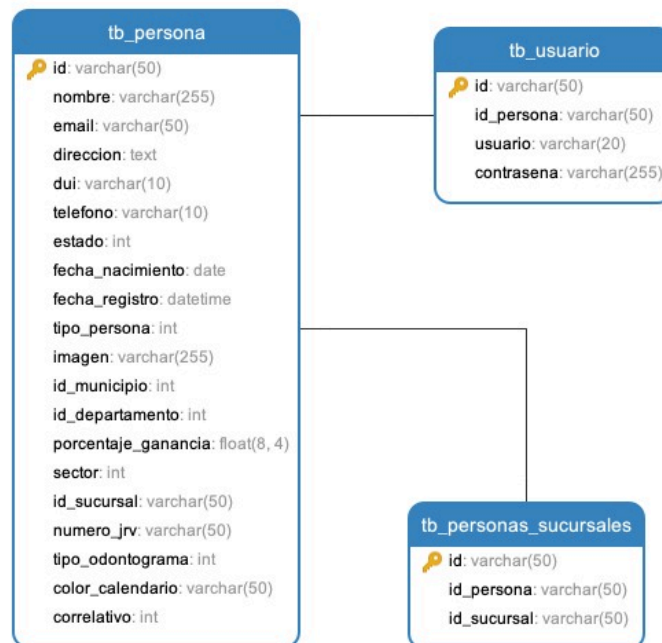 tb_persona
id: varchar(50)
nombre: varchar(255)
email: varchar(50)
direccion: text
dui: varchar(10)
telefono: varchar(10)
estado: int
fecha_nacimiento: date
fecha_registro: datetime
tipo_persona: int
imagen: varchar(255)
id_municipio: int
id_departamento: int
porcentaje_ganancia: float(8, 4)
sector: int
id_sucursal: varchar(50)
numero_jrv: varchar(50)
tipo_odontograma: int
color_calendario: varchar(50)
correlativo: int
tb_usuario
id: varchar(50)
id_persona: varchar(50)
usuario: varchar(20)
contrasena: varchar(255)
tb_personas_sucursales
id: varchar(50)
id_persona: varchar(50)
id_sucursal: varchar(50)